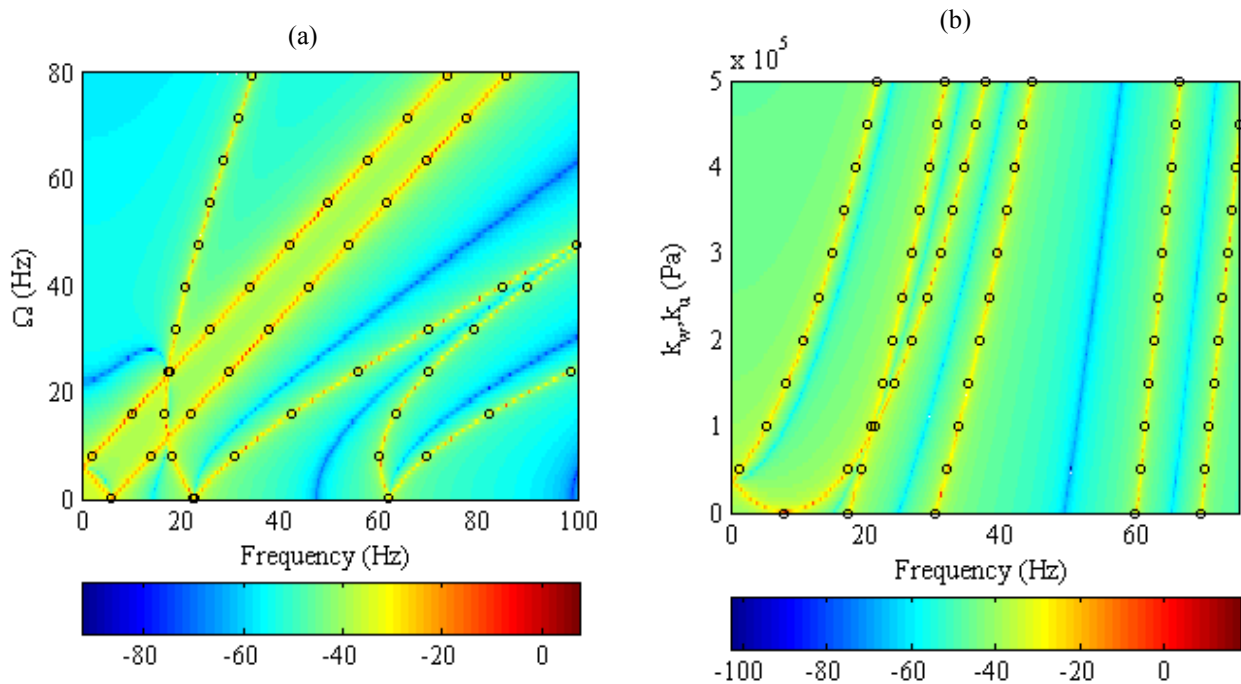 (a)
80
60
40
20
0
Ω (Hz)
0 20 40 60 80 100
Frequency (Hz)
-80 -60 -40 -20 0
(b)
x 10⁵
5
4
3
2
1
0
k_w,k_u (Pa)
0 20 40 60
Frequency (Hz)
-100 -80 -60 -40 -20 0